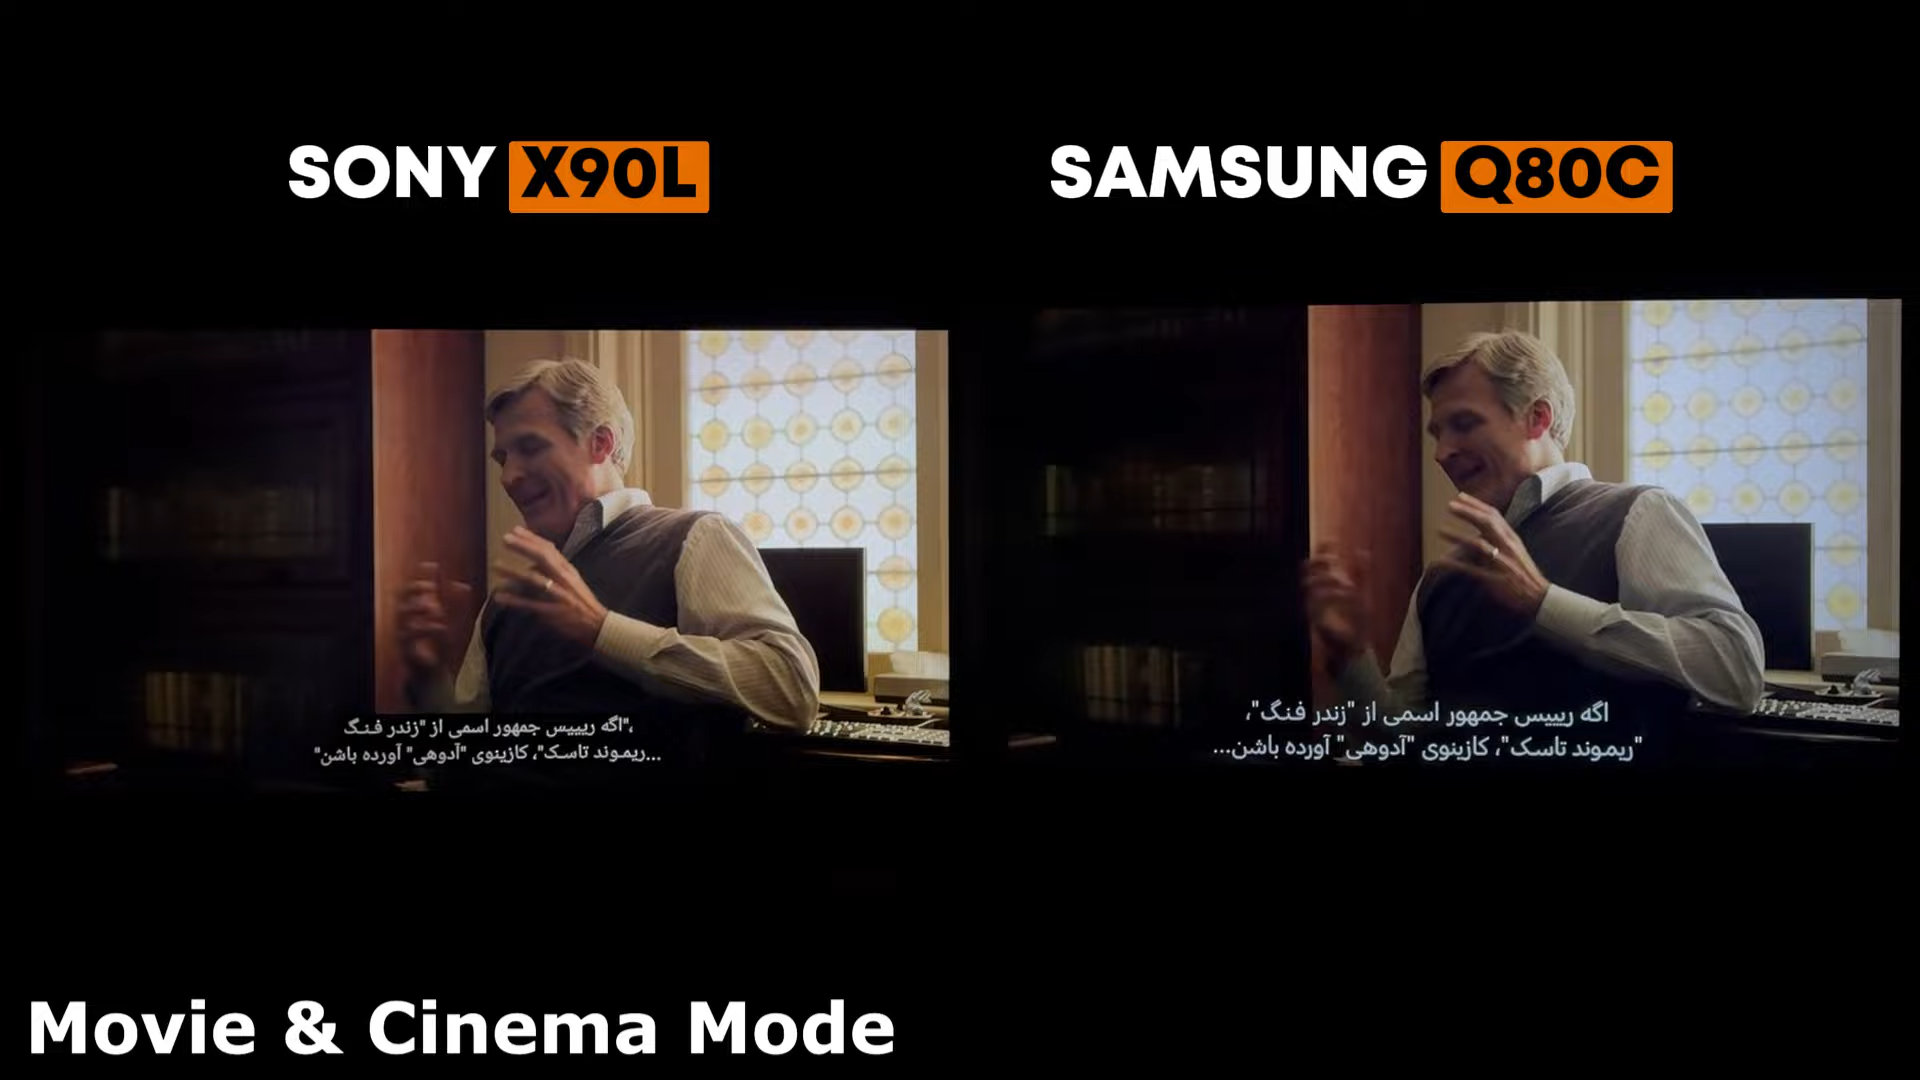 SONY X90L
SAMSUNG Q80C
،"اگه رییس جمهور اسمی از "زندر فنگ
...ریموند تاسک"، کازینوی "آدوهی" آورده باشن"
اگه رییس جمهور اسمی از "زندر فنگ"،
"ریموند تاسک"، کازینوی "آدوهی" آورده باشن...
Movie & Cinema Mode